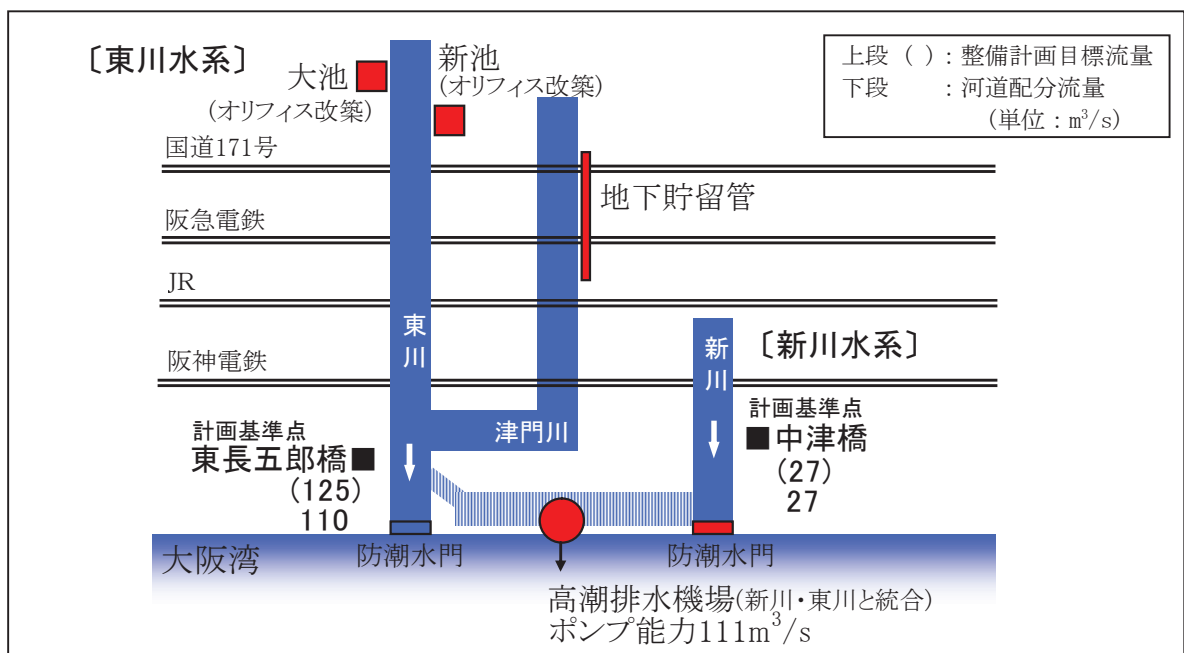 〔東川水系〕
大池
(オリフィス改築)
新池
(オリフィス改築)
上段 ( ) : 整備計画目標流量
下段 : 河道配分流量
(単位 : m³/s)
国道171号
地下貯留管
阪急電鉄
JR
東川
新川
〔新川水系〕
阪神電鉄
計画基準点
東長五郎橋■
(125)
110
津門川
計画基準点
■中津橋
(27)
27
大阪湾
防潮水門
防潮水門
高潮排水機場(新川・東川と統合)
ポンプ能力111m³/s